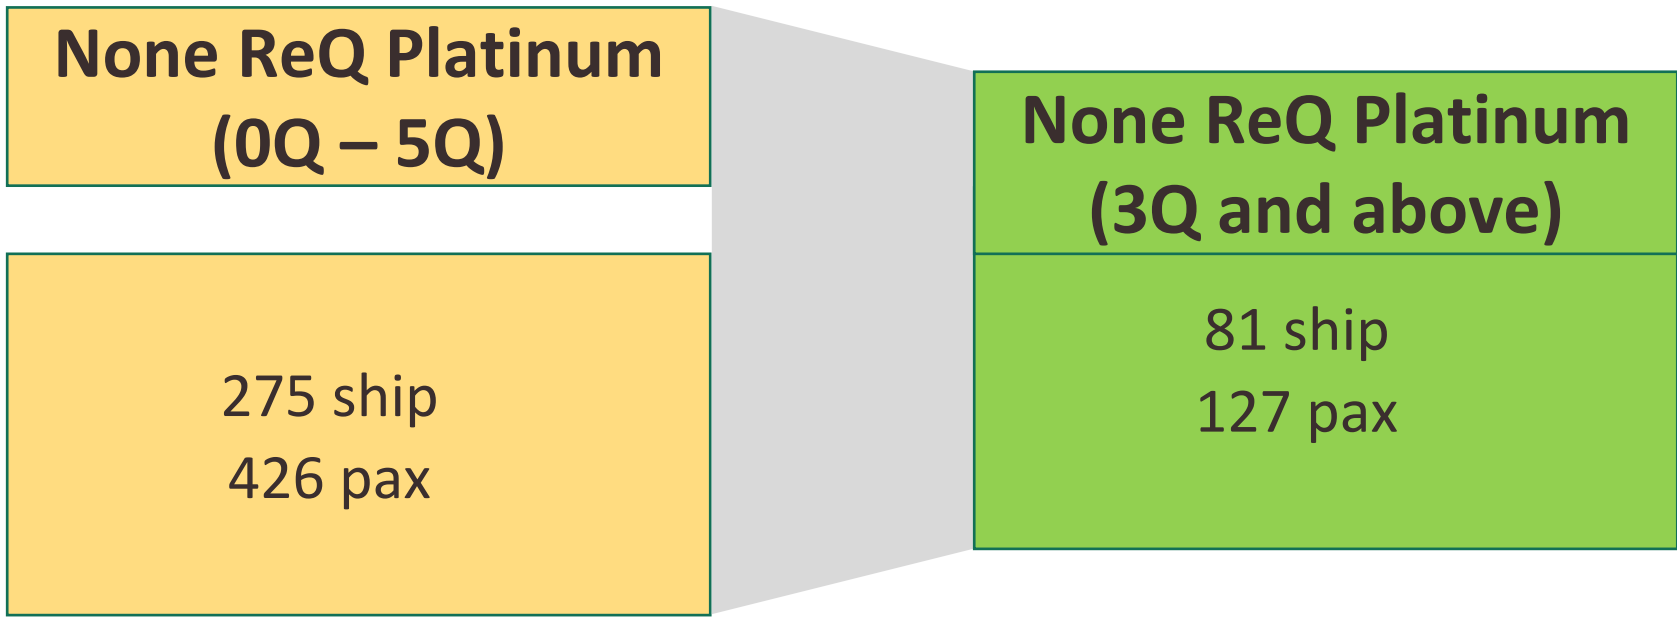 None ReQ Platinum
(0Q – 5Q)
275 ship
426 pax
None ReQ Platinum
(3Q and above)
81 ship
127 pax